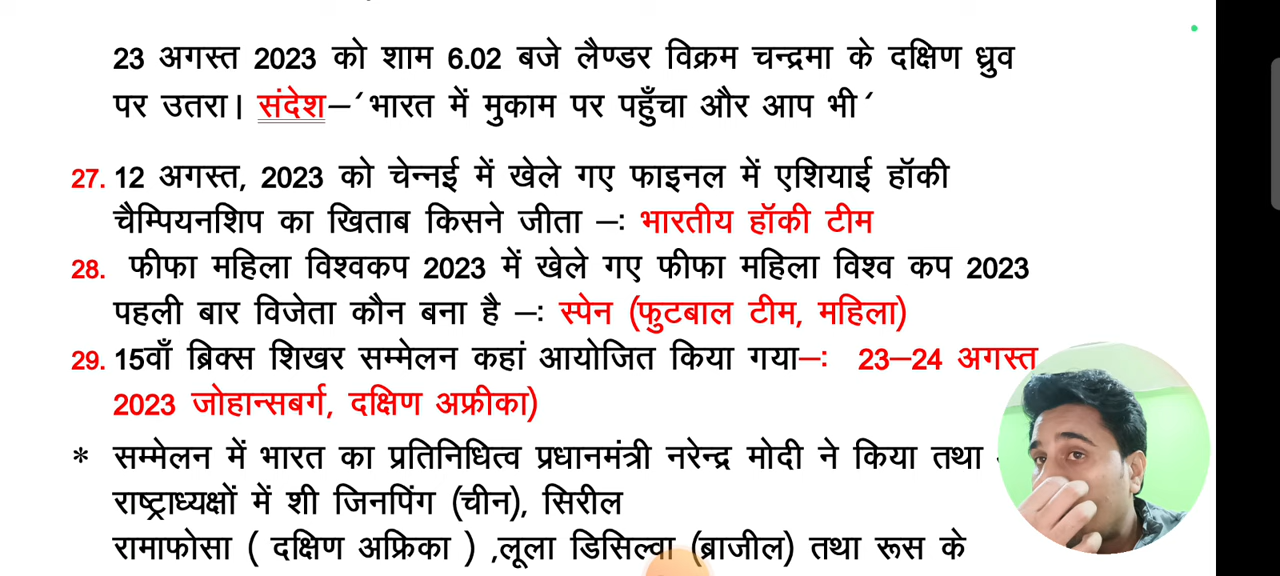 23 अगस्त 2023 को शाम 6.02 बजे लैण्डर विक्रम चन्द्रमा के दक्षिण ध्रुव
पर उतरा। संदेश–‘भारत में मुकाम पर पहुँचा और आप भी‘
27. 12 अगस्त, 2023 को चेन्नई में खेले गए फाइनल में एशियाई हॉकी
चैम्पियनशिप का खिताब किसने जीता –: भारतीय हॉकी टीम
28. फीफा महिला विश्वकप 2023 में खेले गए फीफा महिला विश्व कप 2023
पहली बार विजेता कौन बना है –: स्पेन (फुटबाल टीम, महिला)
29. 15वाँ ब्रिक्स शिखर सम्मेलन कहां आयोजित किया गया–: 23–24 अगस्त
2023 जोहान्सबर्ग, दक्षिण अफ्रीका)
* सम्मेलन में भारत का प्रतिनिधित्व प्रधानमंत्री नरेन्द्र मोदी ने किया तथा
राष्ट्राध्यक्षों में शी जिनपिंग (चीन), सिरील
रामाफोसा ( दक्षिण अफ्रिका ) ,लूला डिसिल्वा (ब्राजील) तथा रूस के